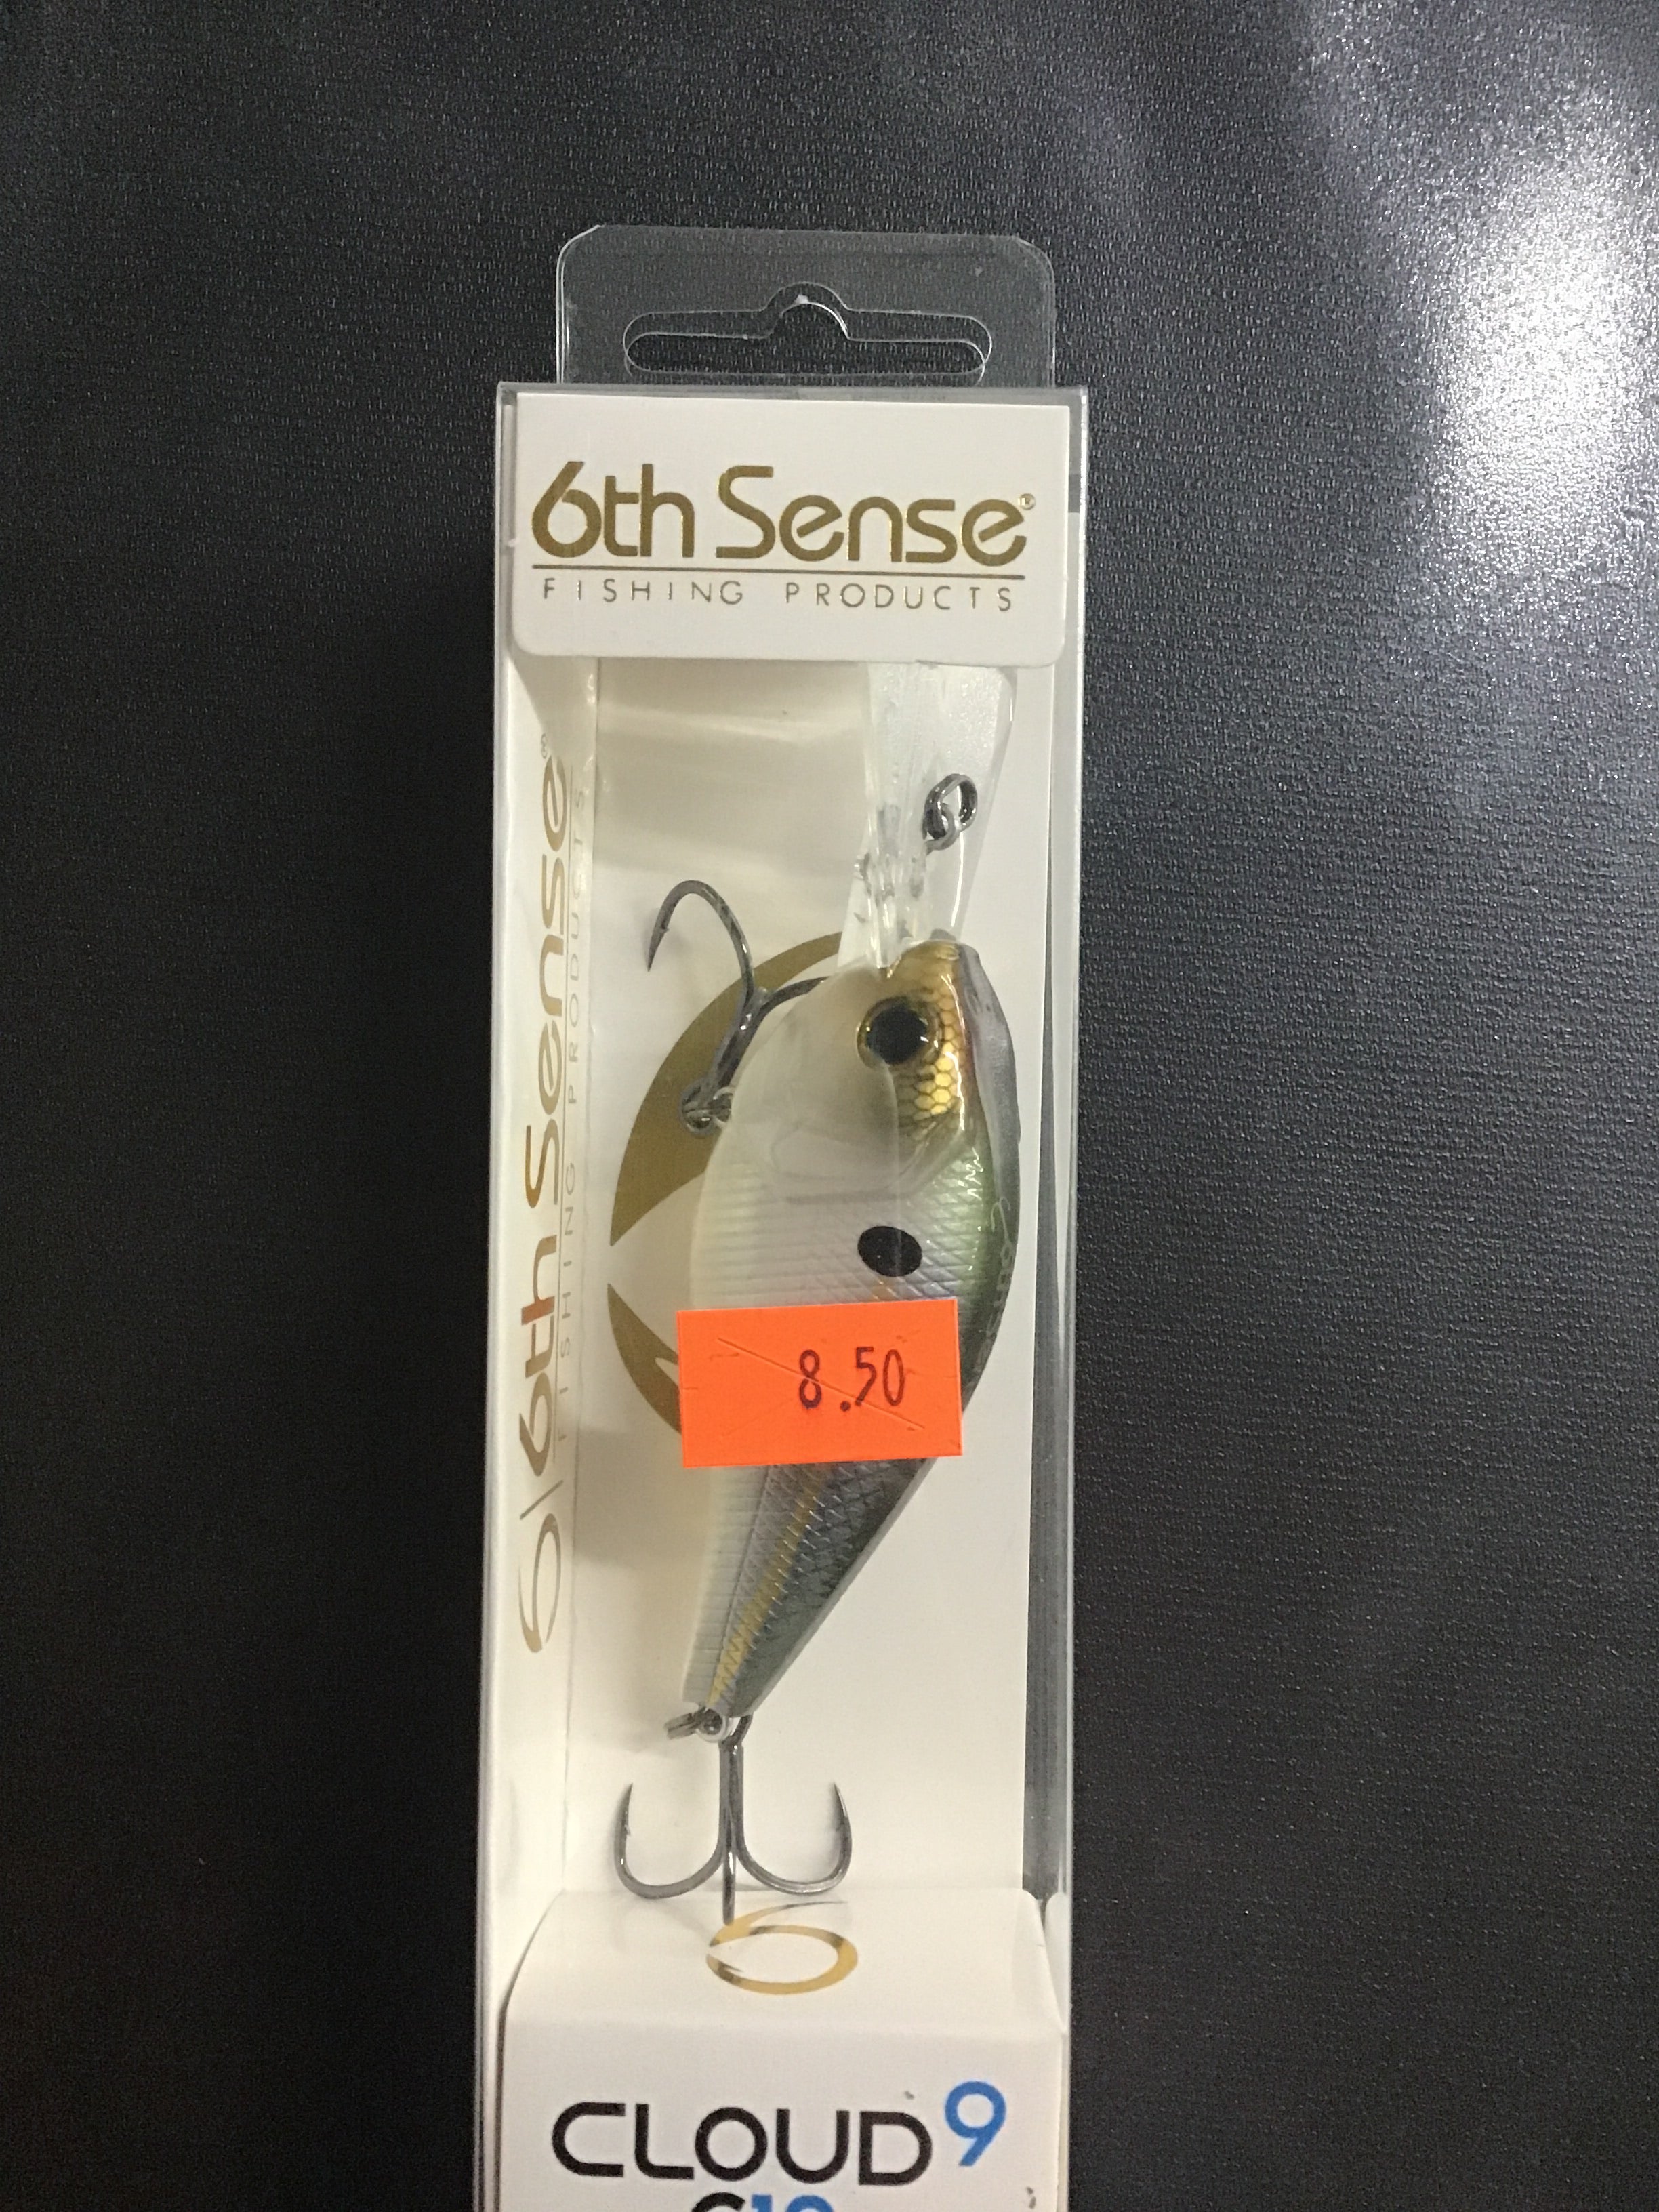 6th Sense®
FISHING PRODUCTS
6th Sense®
FISHING PRODUCTS
8.50
CLOUD 9